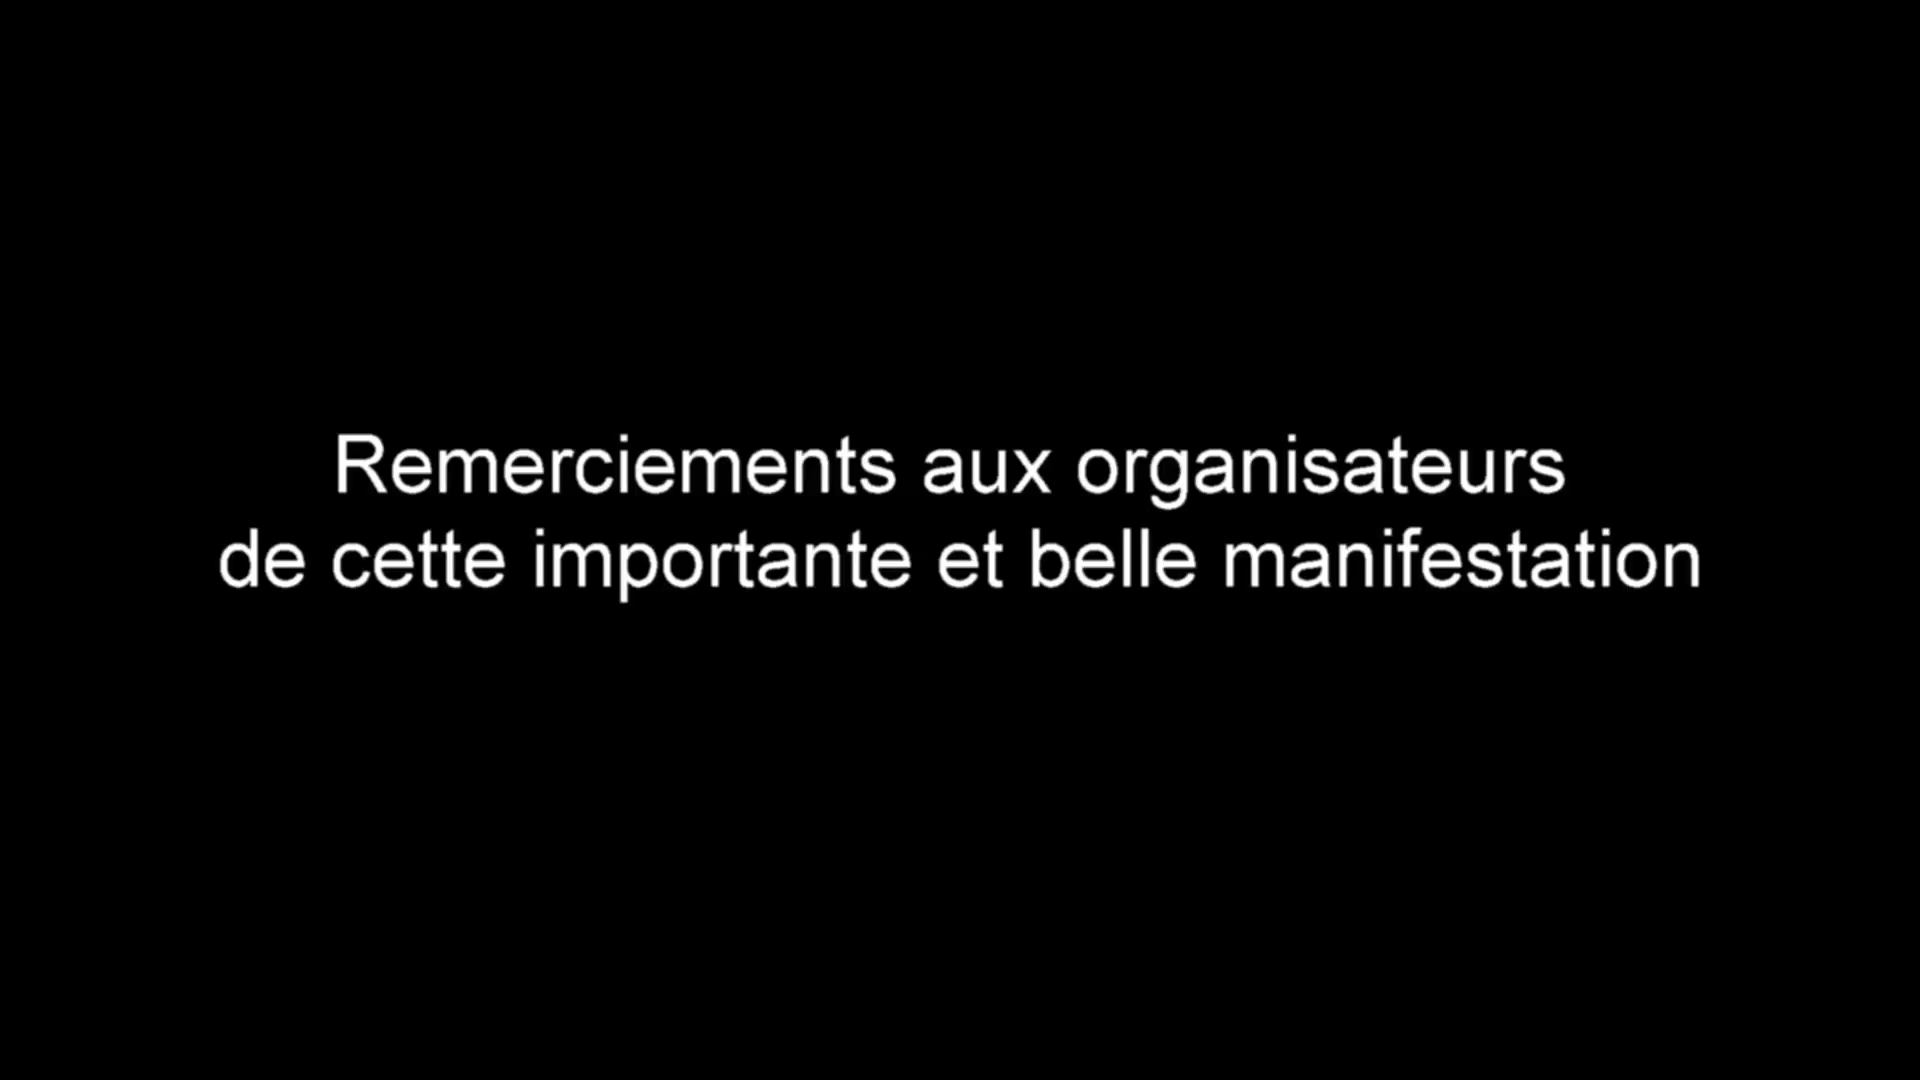 Remerciements aux organisateurs
de cette importante et belle manifestation